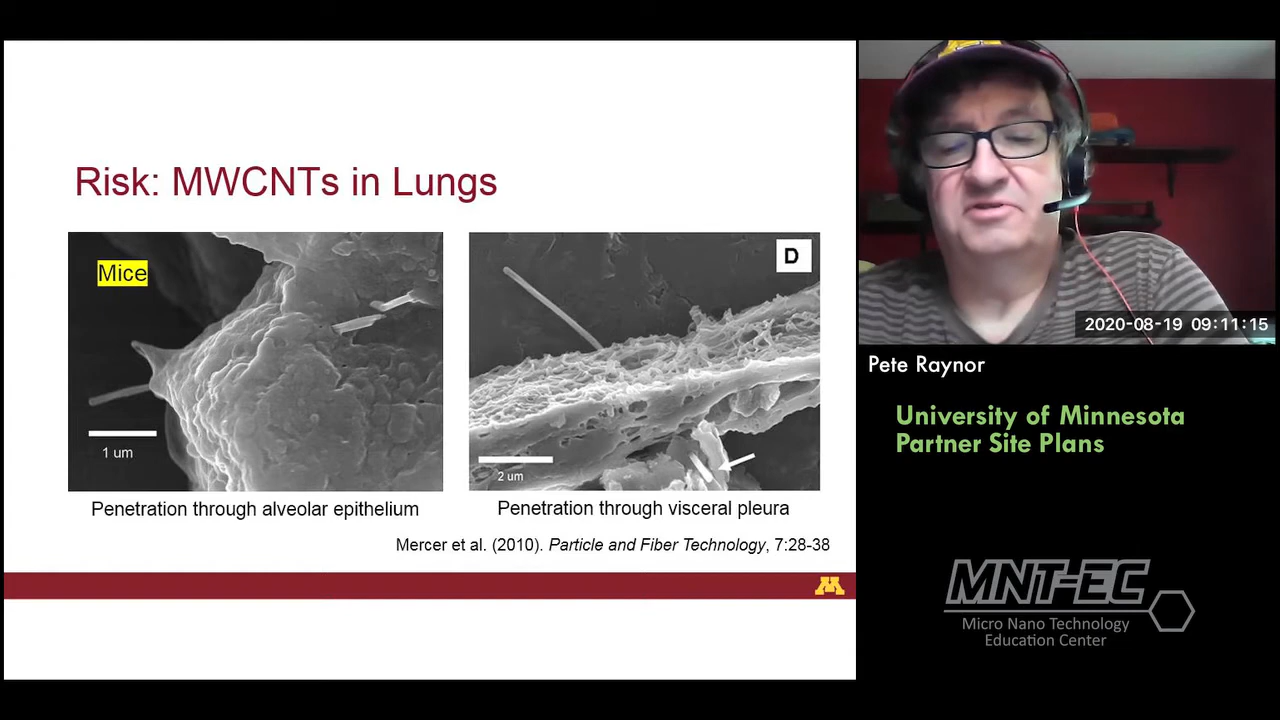 Risk: MWCNTs in Lungs
Mice
1 um
Penetration through alveolar epithelium
D
2 um
Penetration through visceral pleura
Mercer et al. (2010). Particle and Fiber Technology, 7:28-38
M
2020-08-19 09:11:15
Pete Raynor
University of Minnesota
Partner Site Plans
MNT-EC
Micro Nano Technology
Education Center